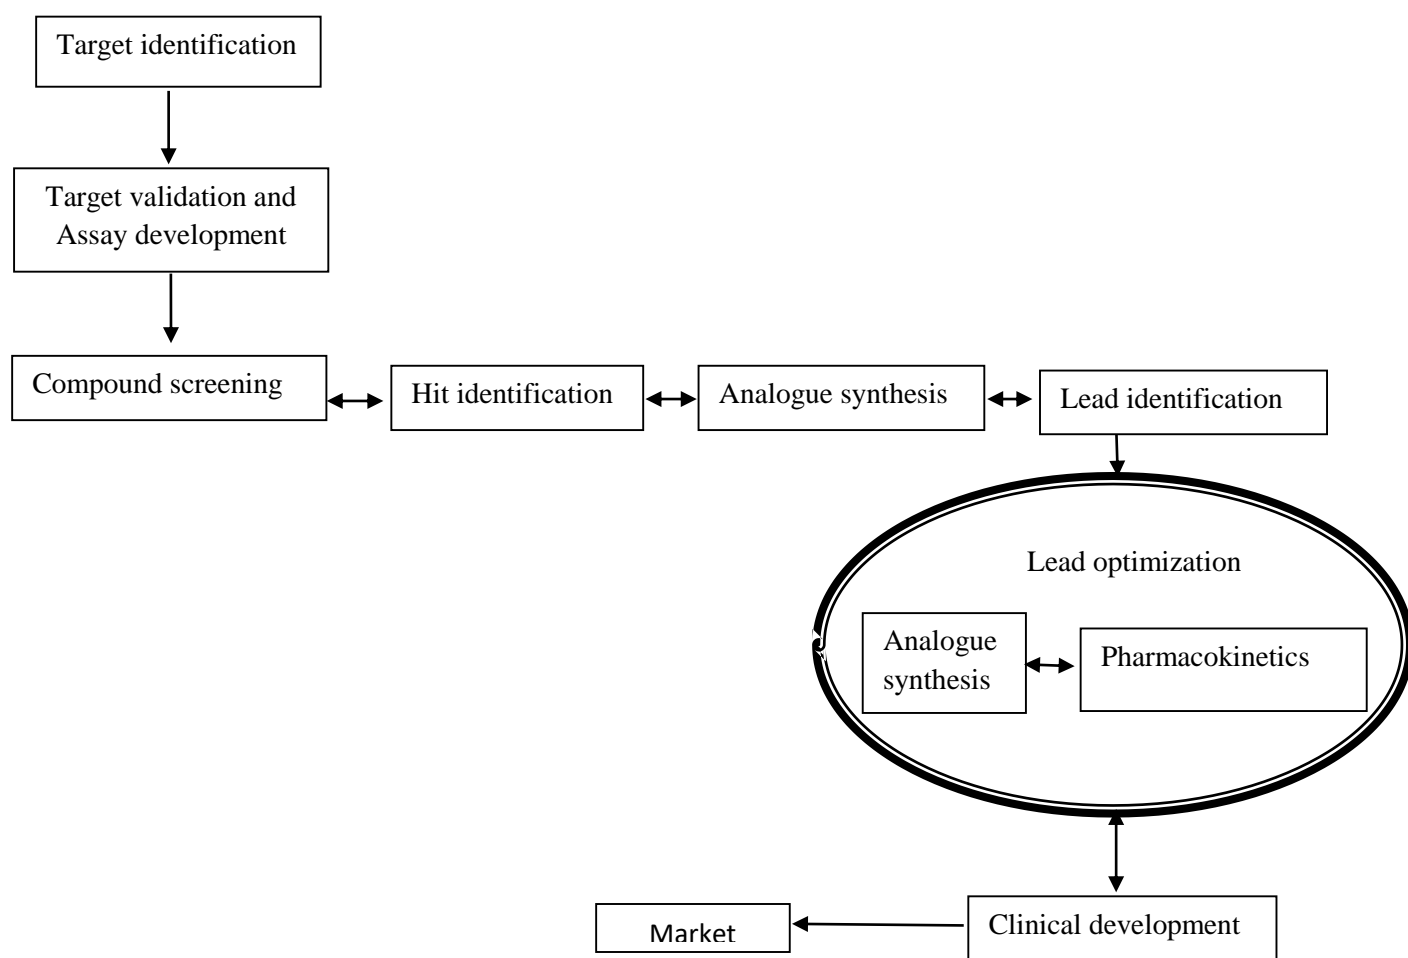 Target identification
Target validation and
Assay development
Compound screening
Hit identification
Analogue synthesis
Lead identification
Lead optimization
Analogue
synthesis
Pharmacokinetics
Clinical development
Market